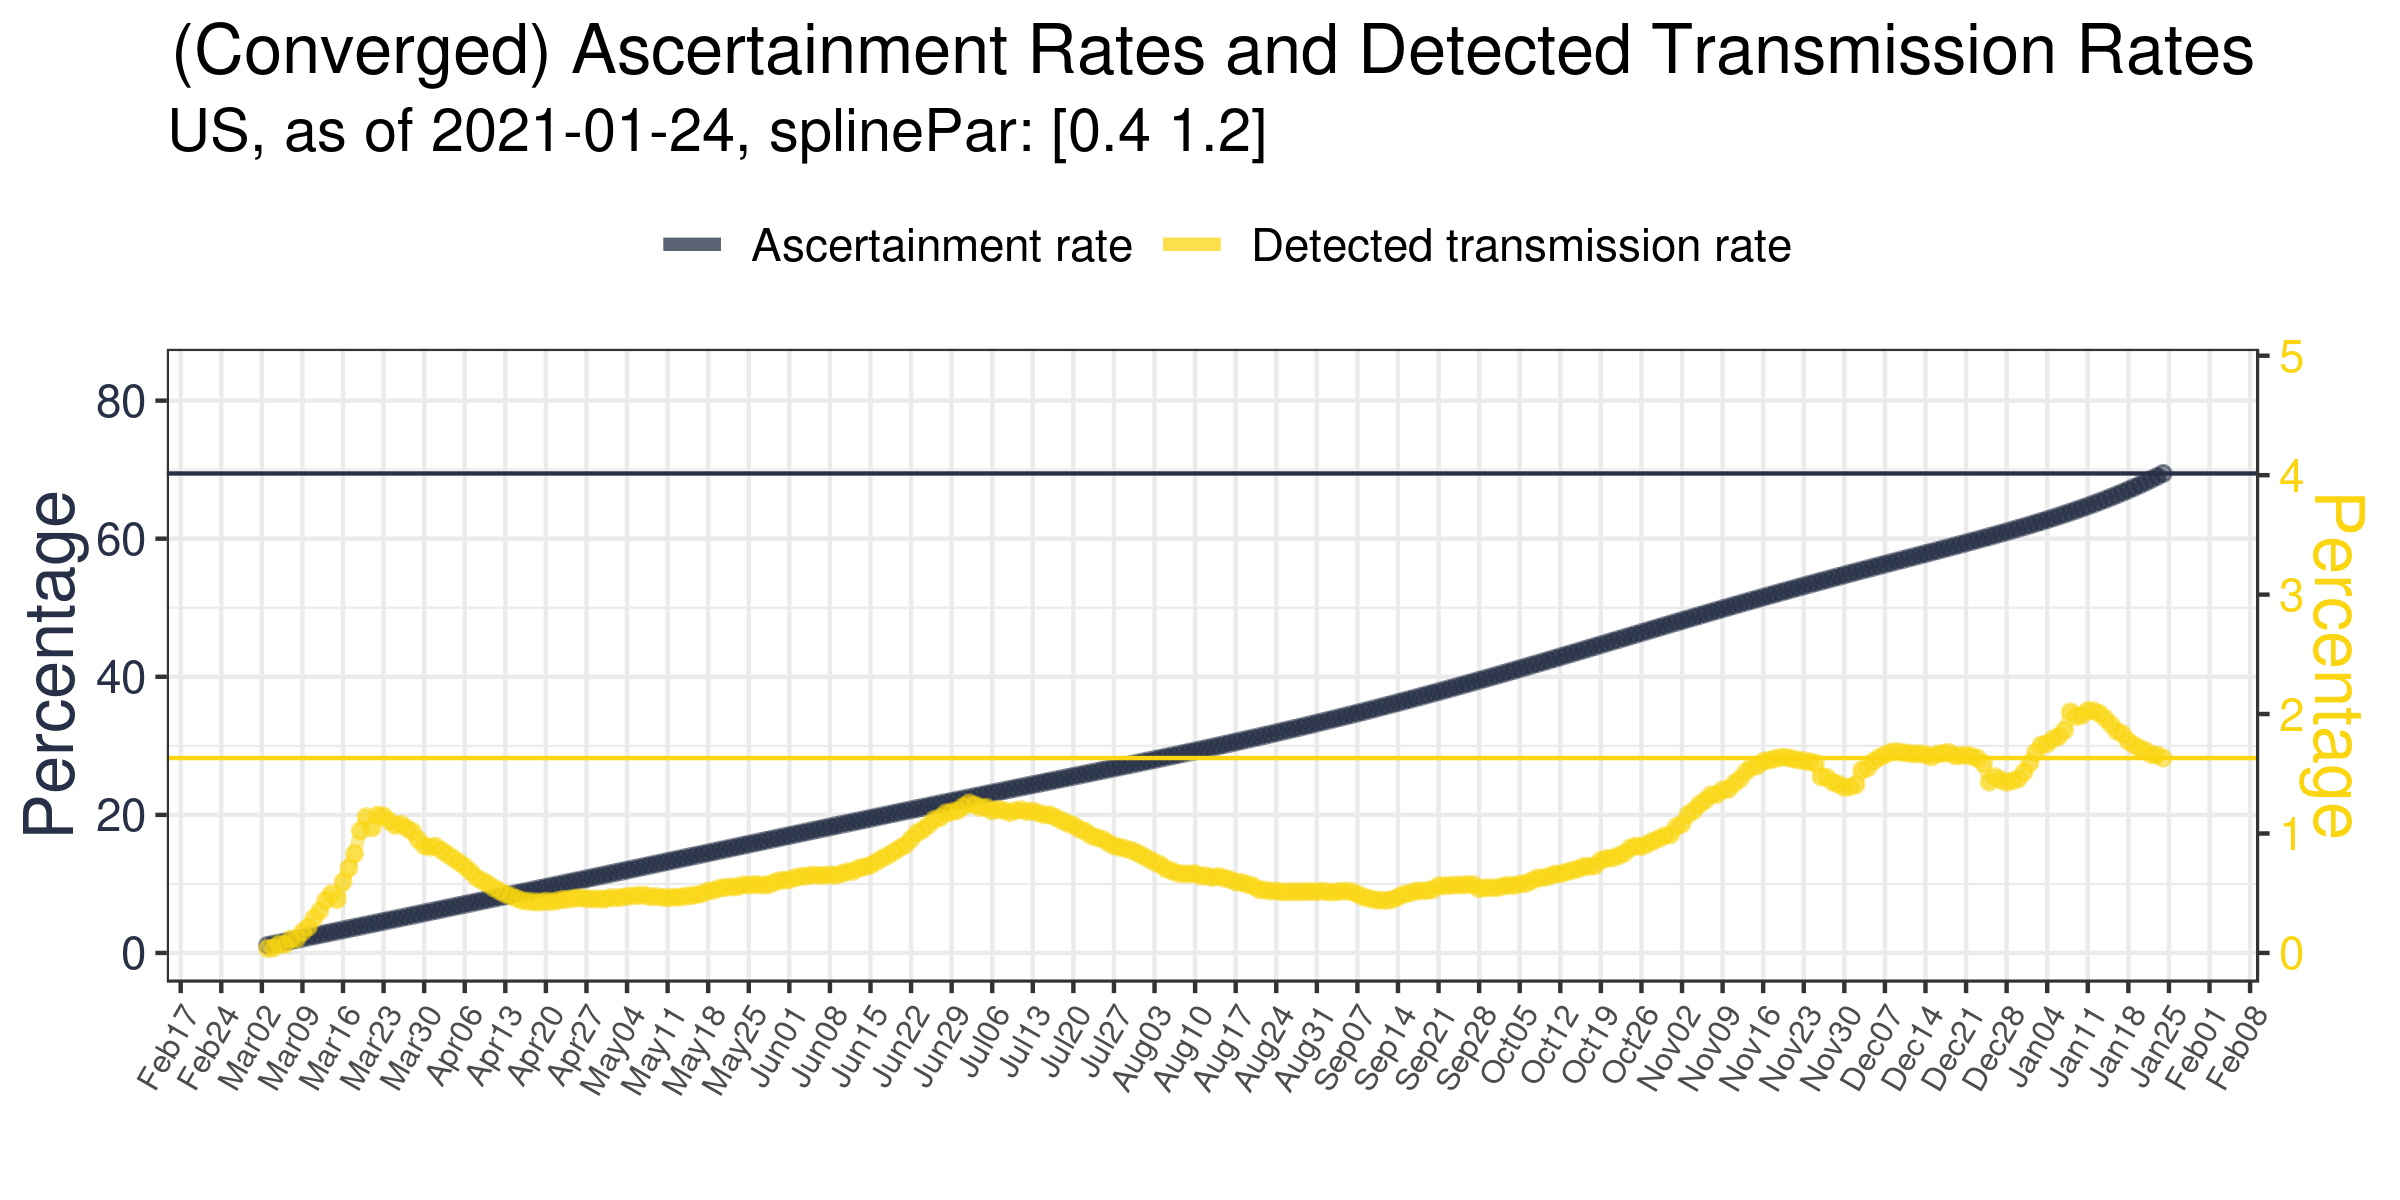 (Converged) Ascertainment Rates and Detected Transmission Rates
US, as of 2021-01-24, splinePar: [0.4 1.2]
Ascertainment rate
Detected transmission rate
Percentage
80
60
40
20
0
5
4
3
2
1
0
Percentage
Feb17
Feb24
Mar02
Mar09
Mar16
Mar23
Mar30
Apr06
Apr13
Apr20
Apr27
May04
May11
May18
May25
Jun01
Jun08
Jun15
Jun22
Jun29
Jul06
Jul13
Jul20
Jul27
Aug03
Aug10
Aug17
Aug24
Aug31
Sep07
Sep14
Sep21
Sep28
Oct05
Oct12
Oct19
Oct26
Nov02
Nov09
Nov16
Nov23
Nov30
Dec07
Dec14
Dec21
Dec28
Jan04
Jan11
Jan18
Jan25
Feb01
Feb08